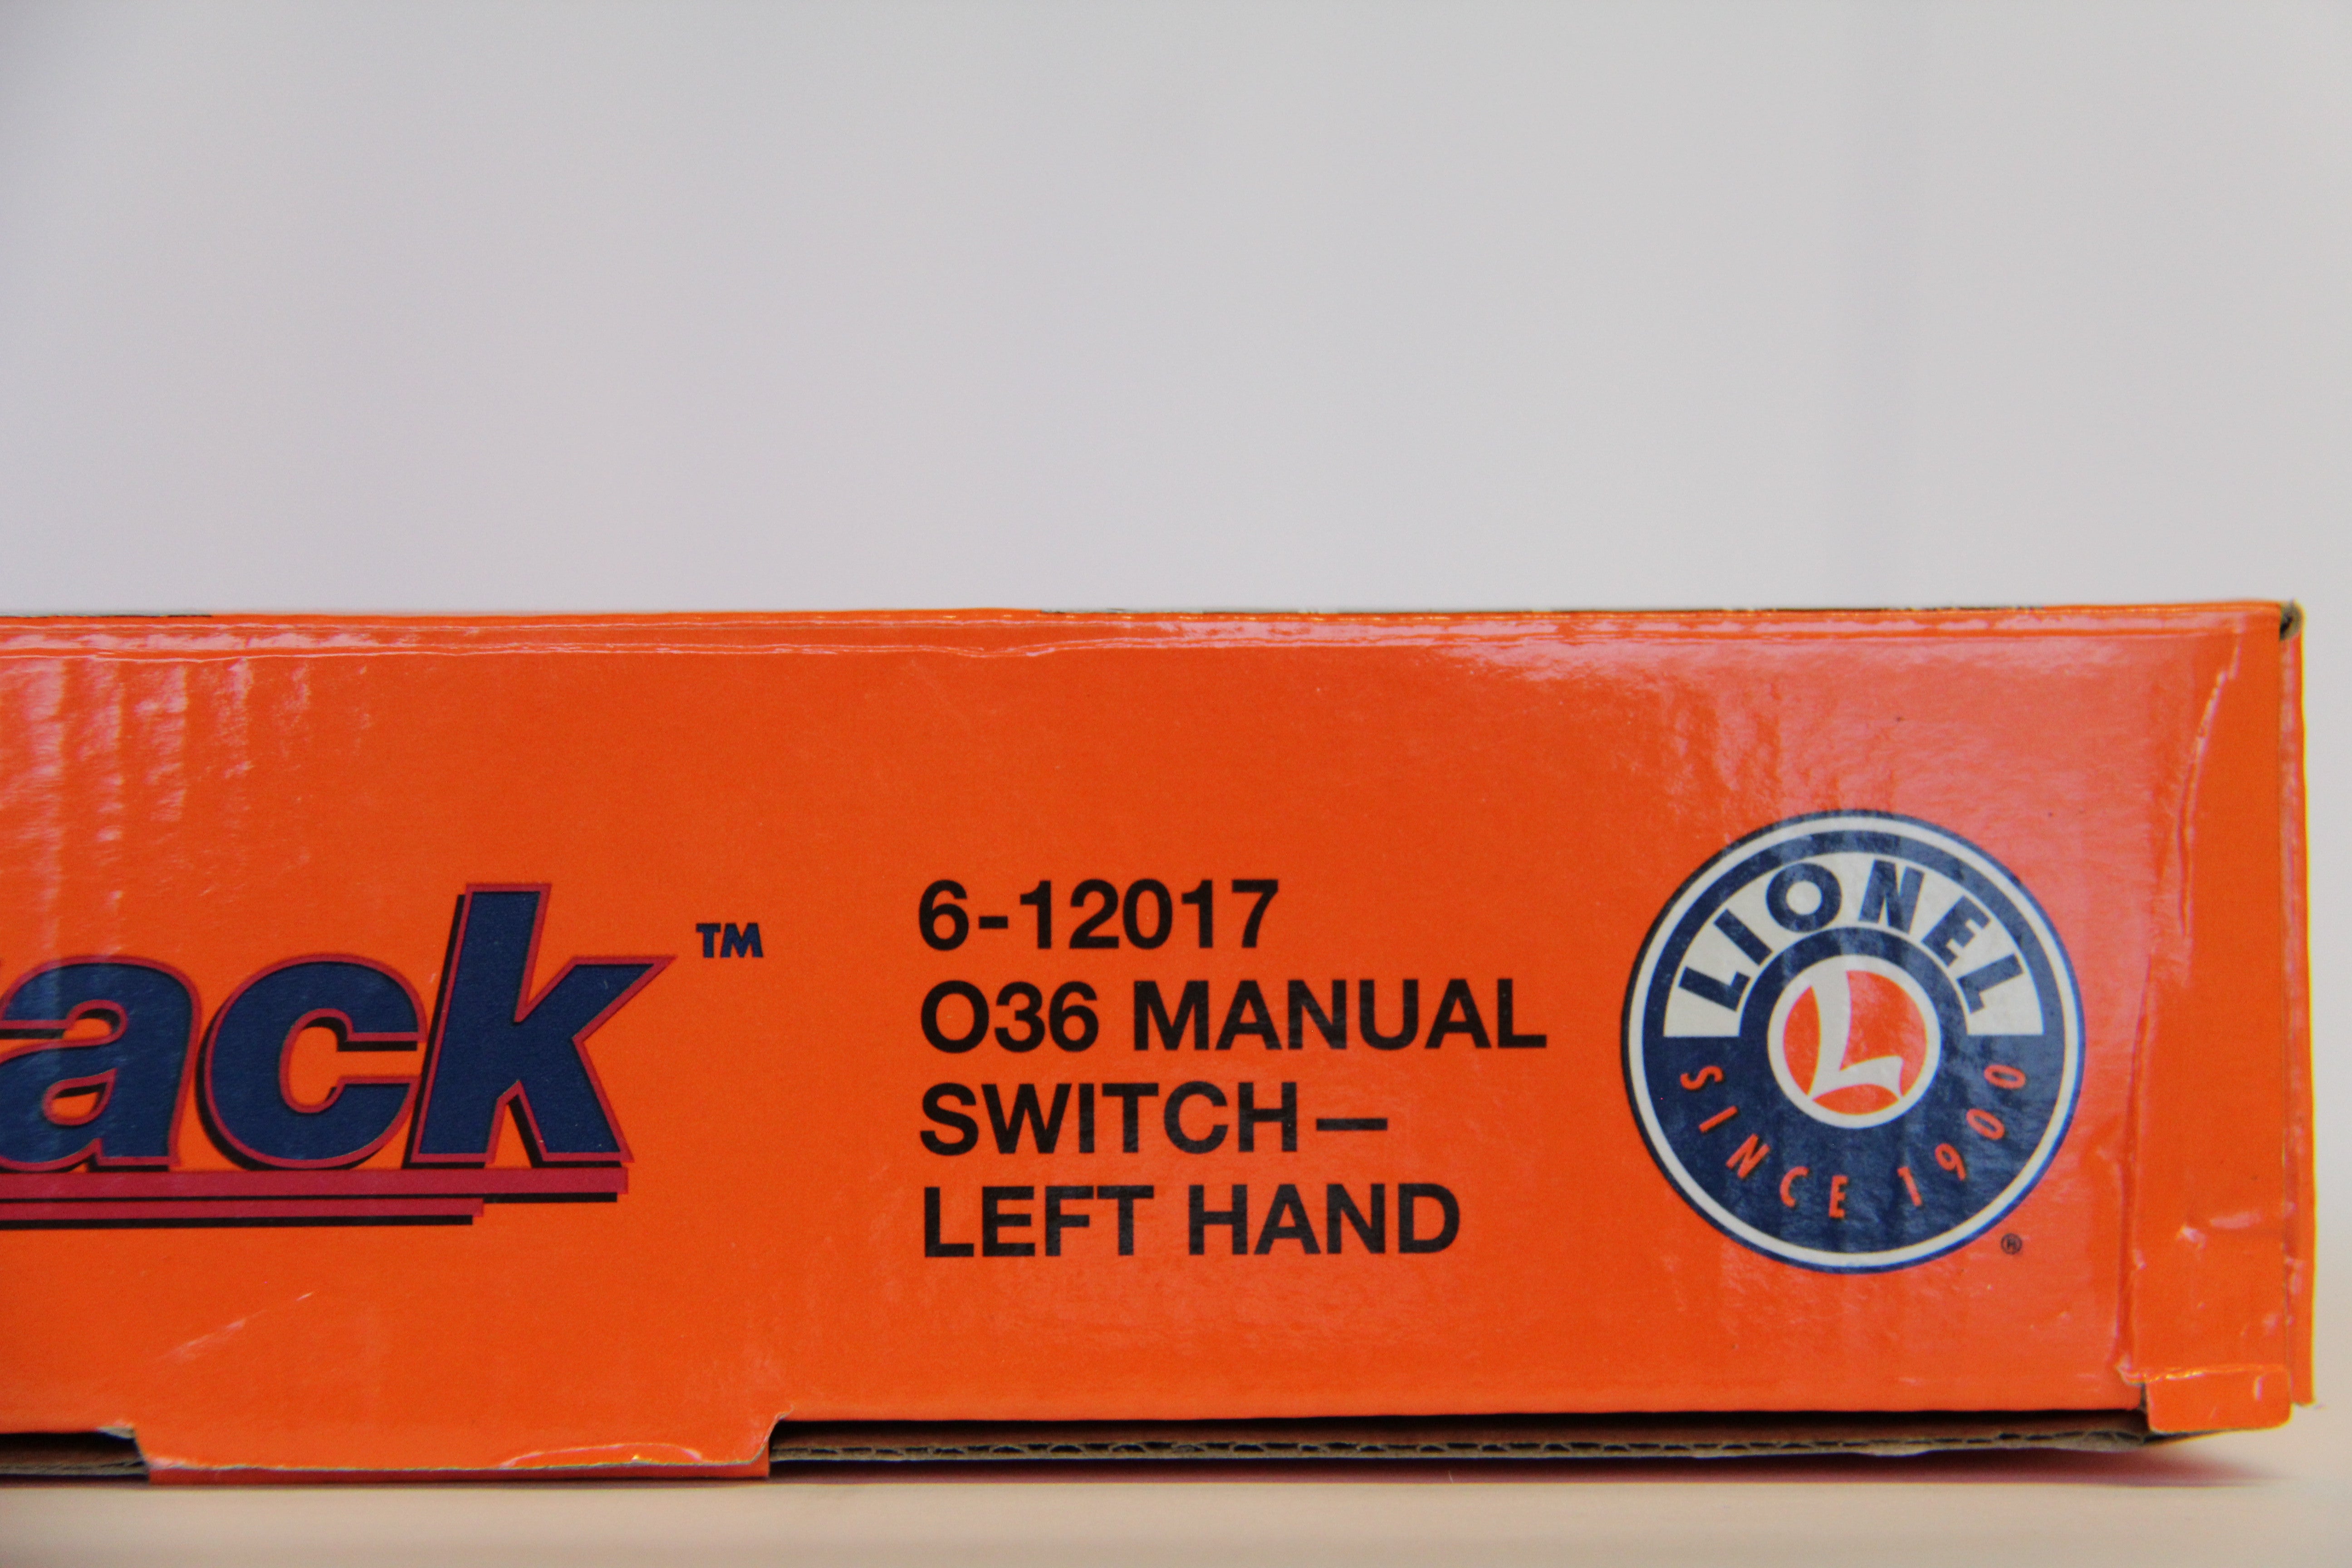 ack™
6-12017
O36 MANUAL
SWITCH—
LEFT HAND
LIONEL
L
SINCE 1900
®